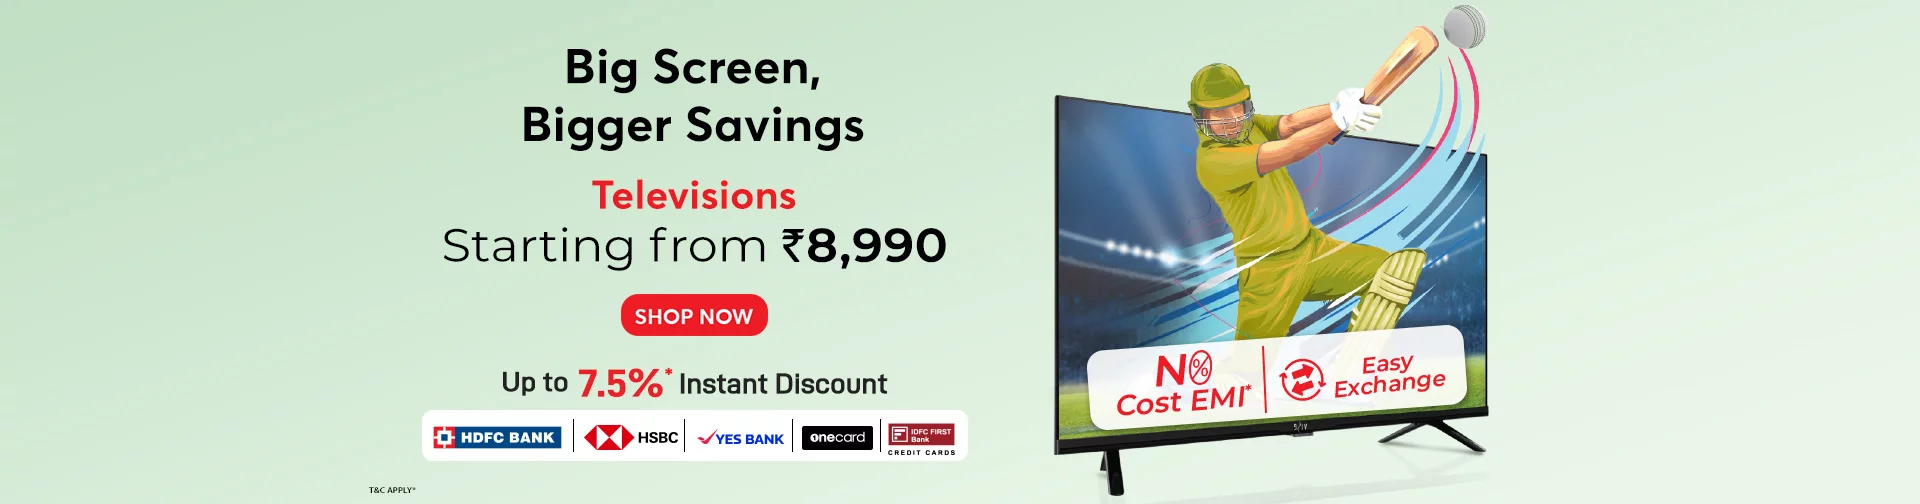 Big Screen,
Bigger Savings
Televisions
Starting from ₹8,990
SHOP NOW
Up to 7.5%* Instant Discount
HDFC BANK
HSBC
YES BANK
onecard
IDFC FIRST
Bank
CREDIT CARDS
T&C APPLY*
NO
Cost EMI*
Easy
Exchange